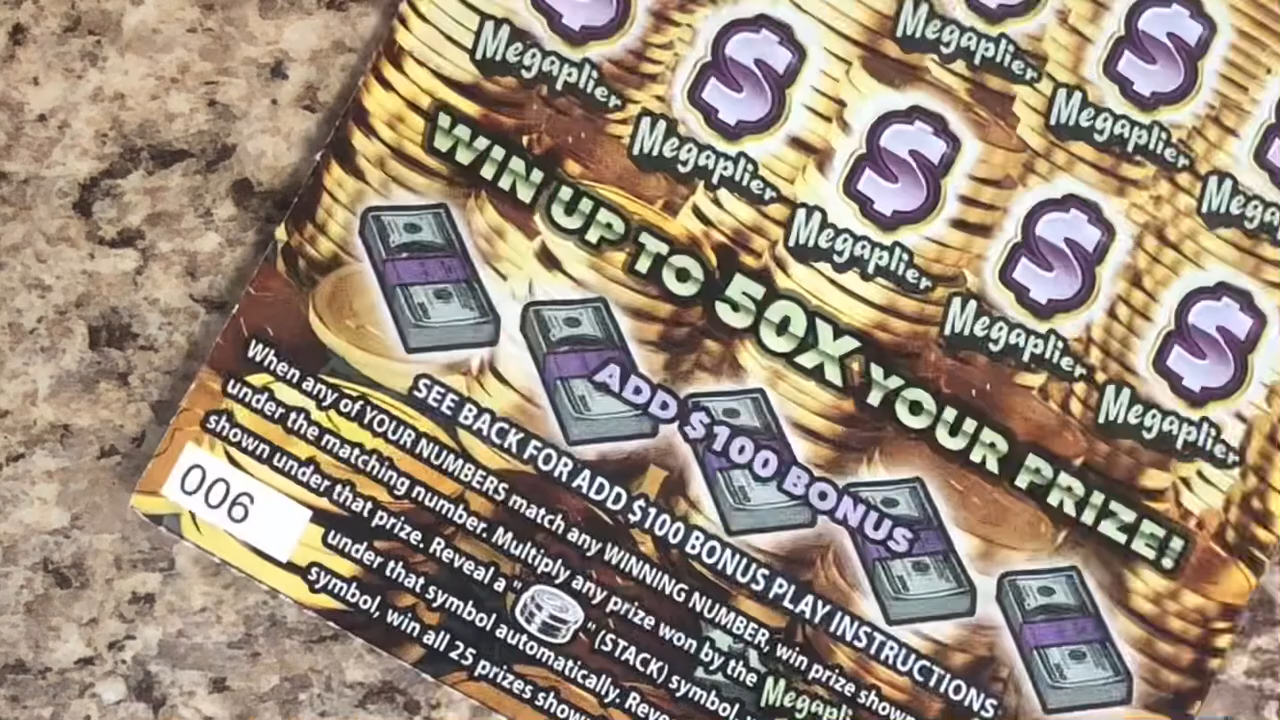 Megaplier
Megaplier
Megaplier
Megaplier
Megaplier
Megaplier
Megaplier
WIN UP TO 50X YOUR PRIZE!
ADD $100 BONUS
SEE BACK FOR ADD $100 BONUS PLAY INSTRUCTIONS
When any of YOUR NUMBERS match any WINNING NUMBER, win prize shown
under the matching number. Multiply any prize won by the Megapli
shown under that prize. Reveal a " " (STACK) symbol,
under that symbol automatically.
symbol, win all 25 prizes
006